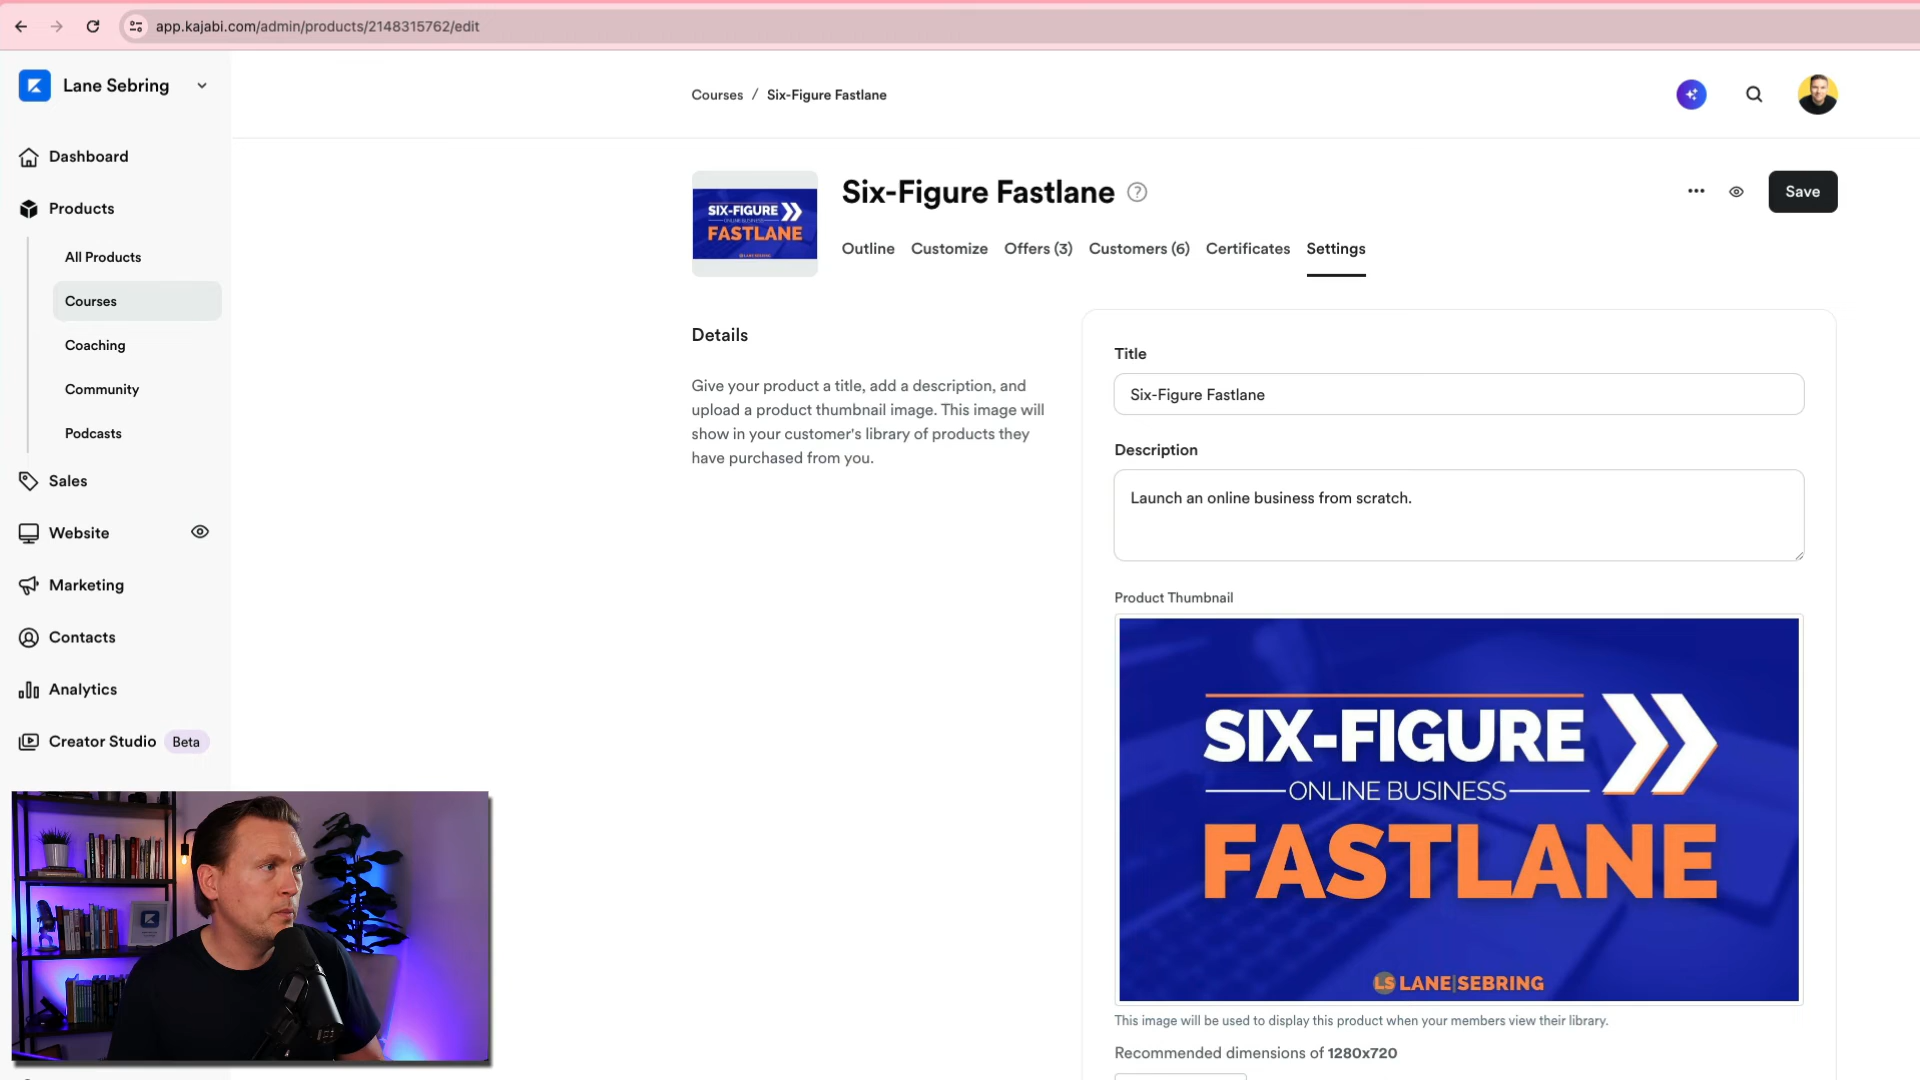 app.kajabi.com/admin/products/2148315762/edit
Lane Sebring
Courses / Six-Figure Fastlane
Dashboard
Products
All Products
Courses
Coaching
Community
Podcasts
Sales
Website
Marketing
Contacts
Analytics
Creator Studio Beta
SIX-FIGURE
ONLINE BUSINESS
FASTLANE
Six-Figure Fastlane ?
Save
Outline Customize Offers (3) Customers (6) Certificates Settings
Details
Give your product a title, add a description, and
upload a product thumbnail image. This image will
show in your customer's library of products they
have purchased from you.
Title
Six-Figure Fastlane
Description
Launch an online business from scratch.
Product Thumbnail
SIX-FIGURE
ONLINE BUSINESS
FASTLANE
LS LANE|SEBRING
This image will be used to display this product when your members view their library.
Recommended dimensions of 1280x720